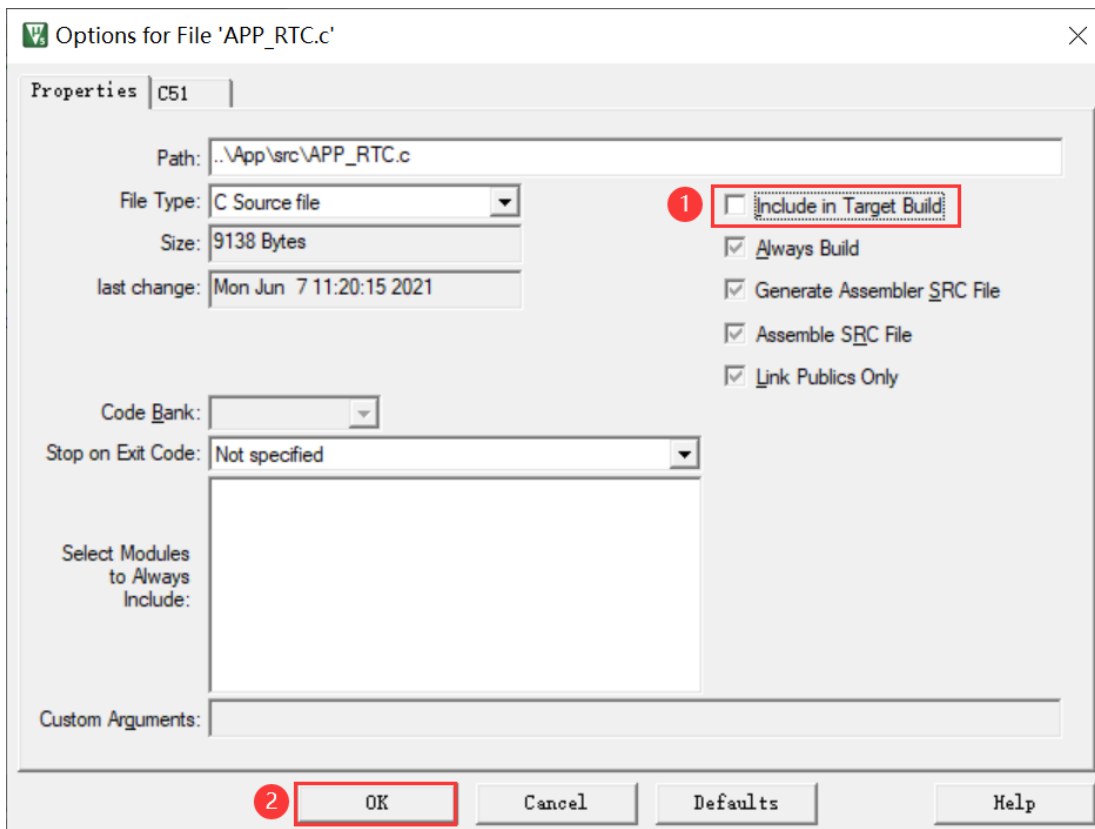 Options for File 'APP_RTC.c'
Properties C51
Path: ..\App\src\APP_RTC.c
File Type: C Source file
1 Include in Target Build
Size: 9138 Bytes
Always Build
last change: Mon Jun 7 11:20:15 2021
Generate Assembler SRC File
Assemble SRC File
Link Publics Only
Code Bank:
Stop on Exit Code: Not specified
Select Modules
to Always
Include:
Custom Arguments:
2 OK Cancel Defaults Help